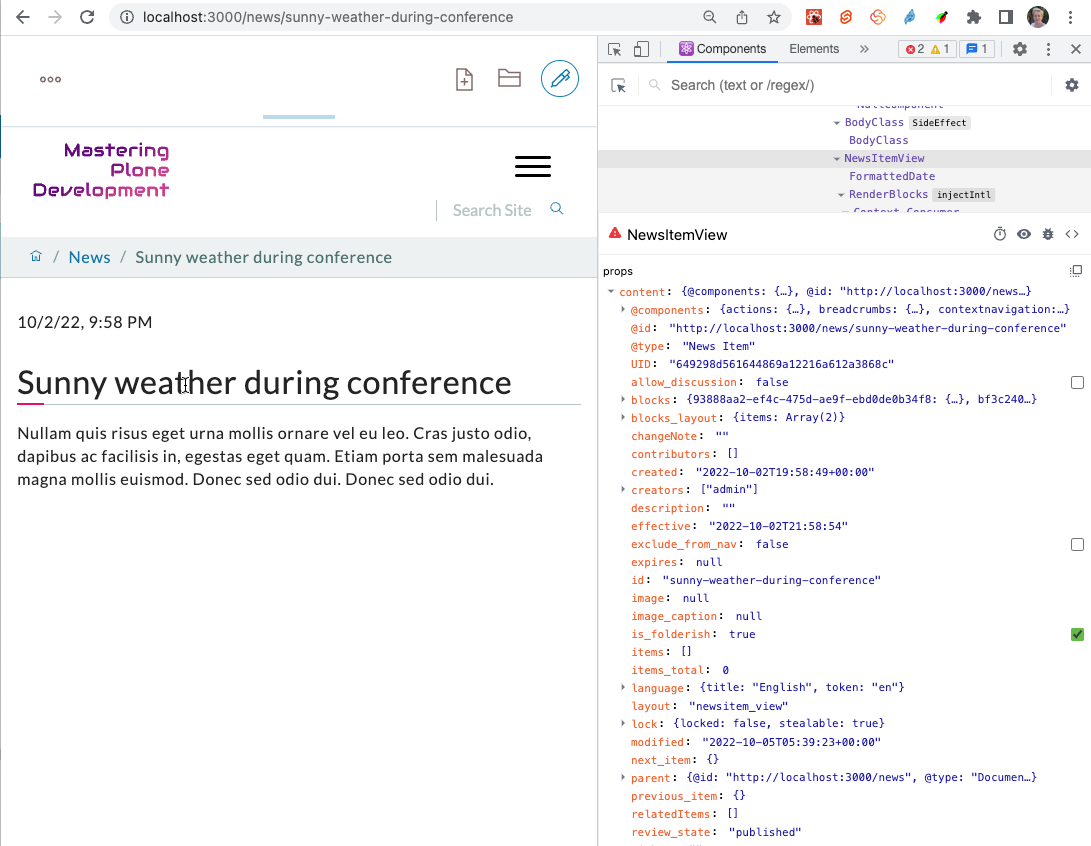 localhost:3000/news/sunny-weather-during-conference
Components
Elements
»
2
1
1
Mastering
Plone
Development
Search Site
/ News / Sunny weather during conference
10/2/22, 9:58 PM
Sunny weather during conference
Nullam quis risus eget urna mollis ornare vel eu leo. Cras justo odio,
dapibus ac facilisis in, egestas eget quam. Etiam porta sem malesuada
magna mollis euismod. Donec sed odio dui. Donec sed odio dui.
Search (text or /regex/)
NullComponent
BodyClass SideEffect
BodyClass
NewsItemView
FormattedDate
RenderBlocks injectIntl
Context.Consumer
NewsItemView
props
content: {@components: {…}, @id: "http://localhost:3000/news…}
@components: {actions: {…}, breadcrumbs: {…}, contextnavigation:…}
@id: "http://localhost:3000/news/sunny-weather-during-conference"
@type: "News Item"
UID: "649298d561644869a12216a612a3868c"
allow_discussion: false
blocks: {93888aa2-ef4c-475d-ae9f-ebd0de0b34f8: {…}, bf3c240…}
blocks_layout: {items: Array(2)}
changeNote: ""
contributors: []
created: "2022-10-02T19:58:49+00:00"
creators: ["admin"]
description: ""
effective: "2022-10-02T21:58:54"
exclude_from_nav: false
expires: null
id: "sunny-weather-during-conference"
image: null
image_caption: null
is_folderish: true
items: []
items_total: 0
language: {title: "English", token: "en"}
layout: "newsitem_view"
lock: {locked: false, stealable: true}
modified: "2022-10-05T05:39:23+00:00"
next_item: {}
parent: {@id: "http://localhost:3000/news", @type: "Documen…}
previous_item: {}
relatedItems: []
review_state: "published"